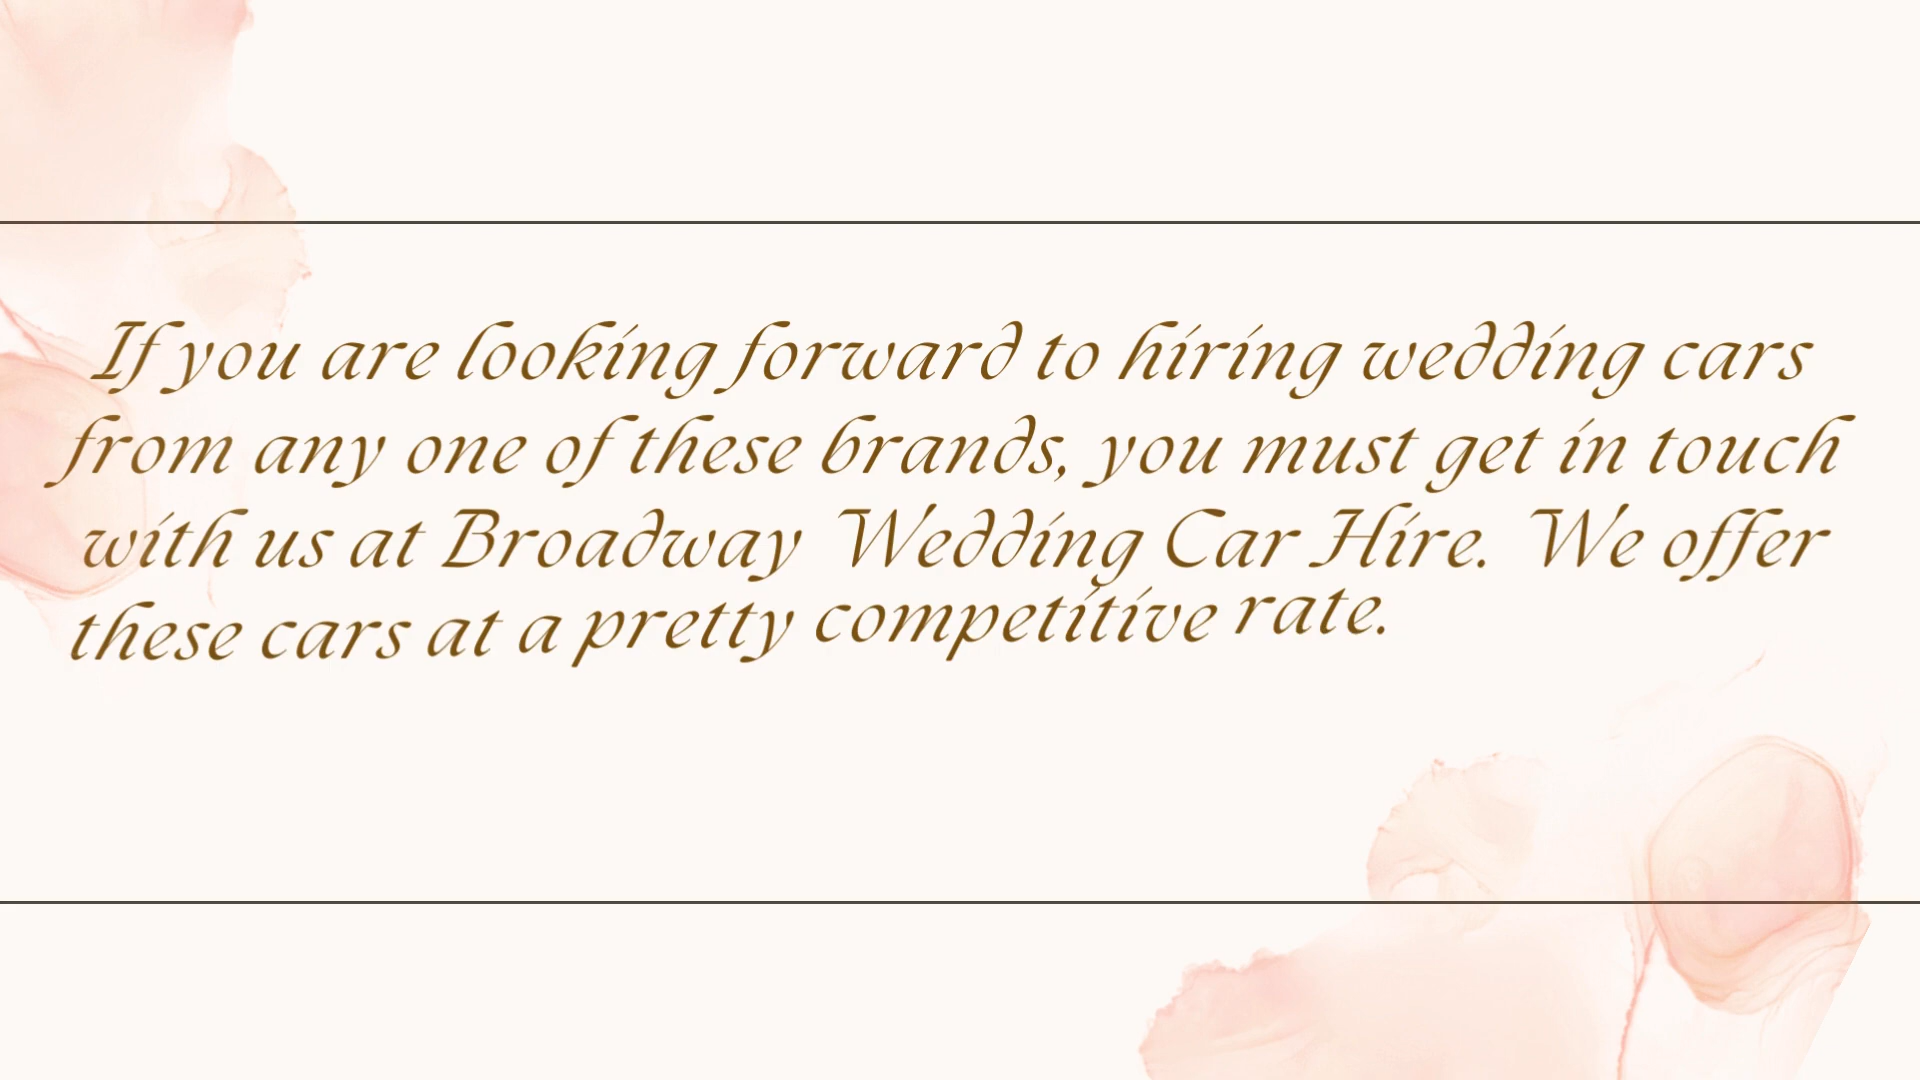 If you are looking forward to hiring wedding cars
from any one of these brands, you must get in touch
with us at Broadway Wedding Car Hire. We offer
these cars at a pretty competitive rate.